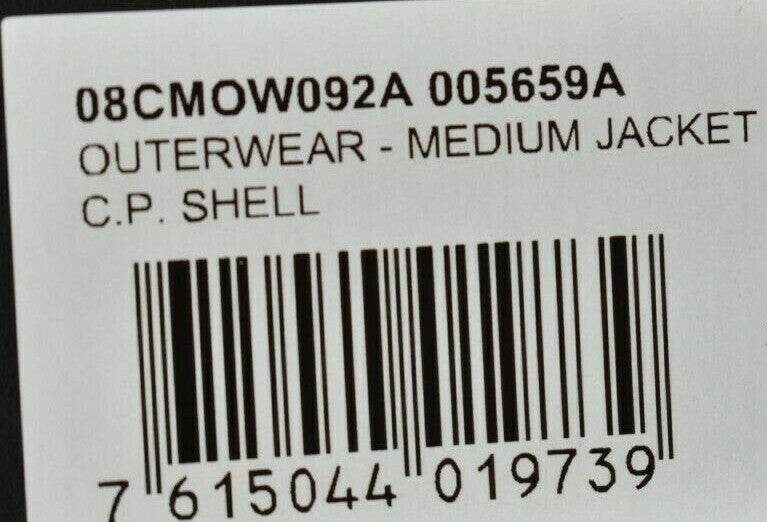 08CMOW092A 005659A
OUTERWEAR - MEDIUM JACKET
C.P. SHELL
7 615044 019739